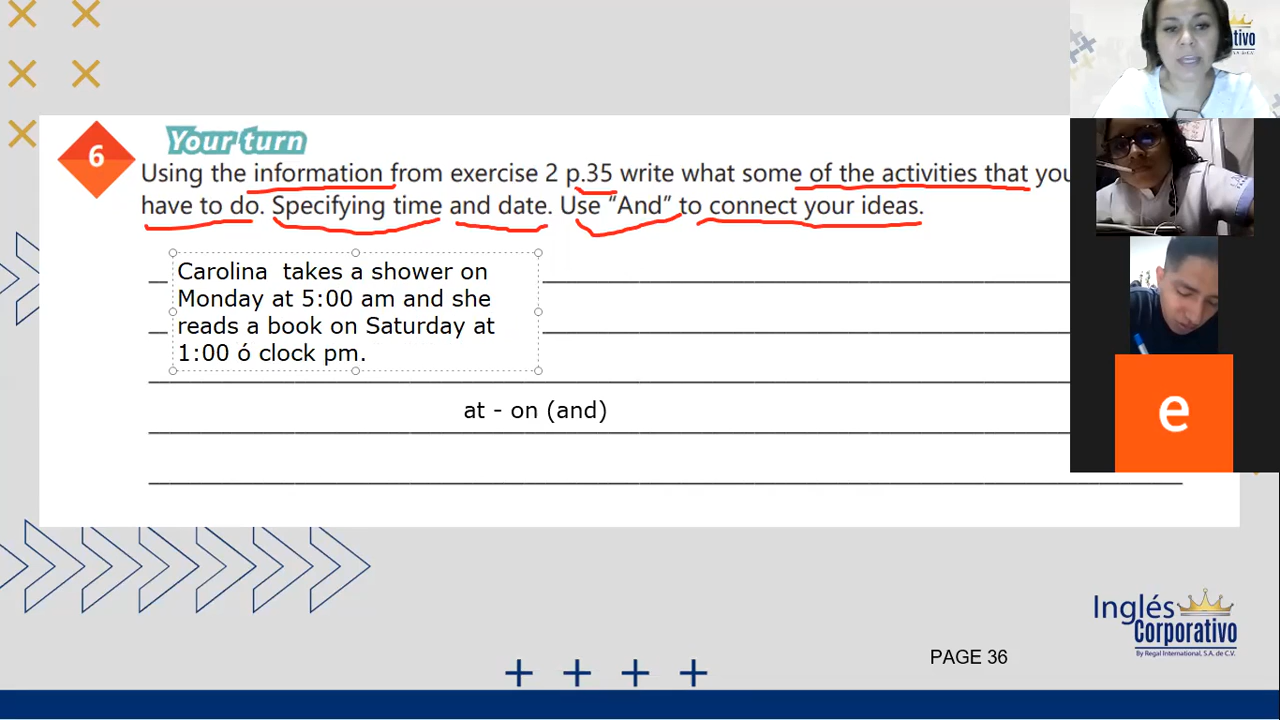 6
Your turn
Using the information from exercise 2 p.35 write what some of the activities that you
have to do. Specifying time and date. Use “And” to connect your ideas.
Carolina  takes a shower on
Monday at 5:00 am and she
reads a book on Saturday at
1:00 ó clock pm.
at - on (and)
e
Inglés
Corporativo
By Regal International, S.A. de C.V.
PAGE 36